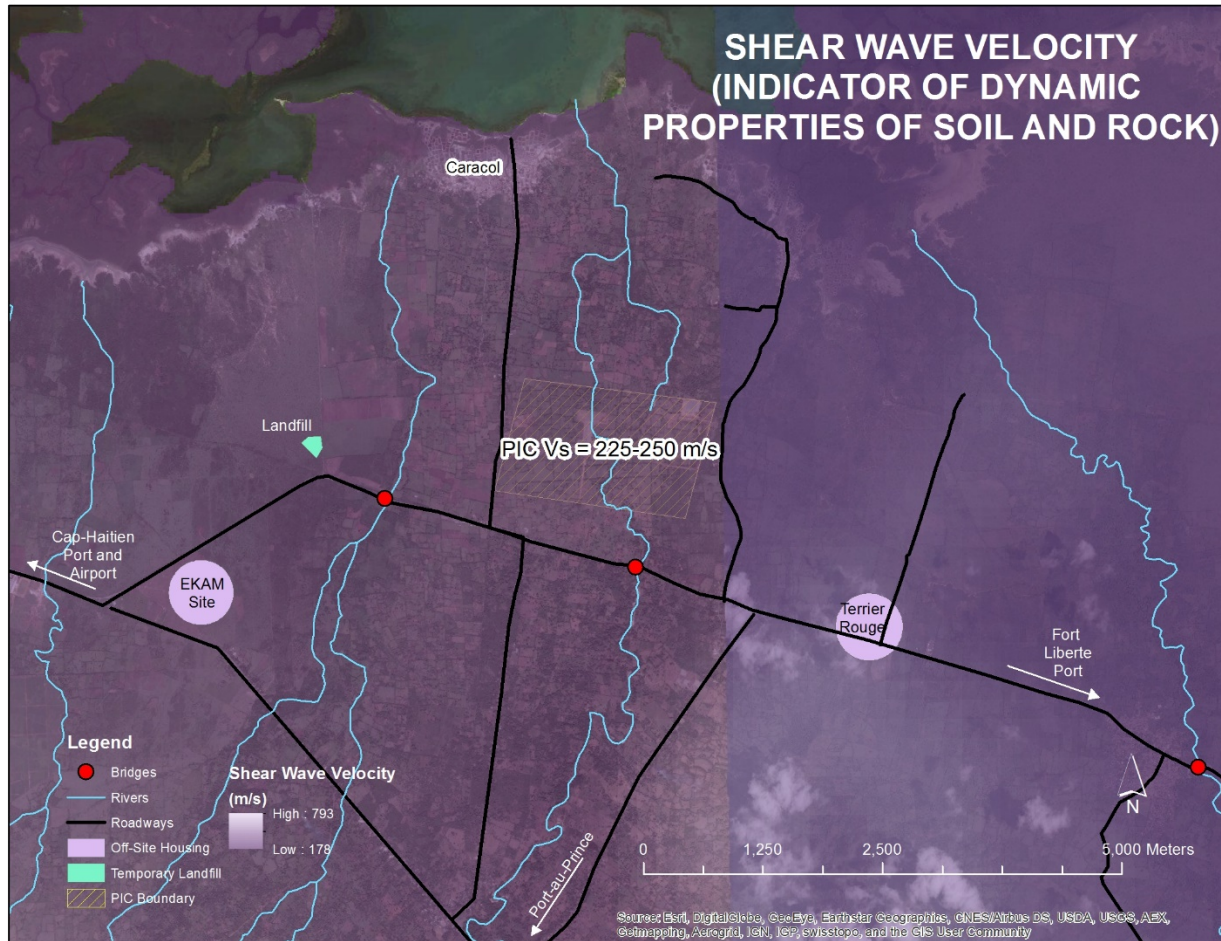 SHEAR WAVE VELOCITY
(INDICATOR OF DYNAMIC
PROPERTIES OF SOIL AND ROCK)
Caracol
Landfill
PIC Vs = 225-250 m/s
Cap-Haitien
Port and
Airport
EKAM
Site
Terrier
Rouge
Fort
Liberte
Port
Legend
Bridges
Rivers
Roadways
Off-Site Housing
Temporary Landfill
PIC Boundary
Shear Wave Velocity
(m/s)
High : 793
Low : 178
Port-au-Prince
N
0 1,250 2,500 5,000 Meters
Source: Esri, DigitalGlobe, GeoEye, Earthstar Geographics, CNES/Airbus DS, USDA, USGS, AEX,
Getmapping, Aerogrid, IGN, IGP, swisstopo, and the GIS User Community